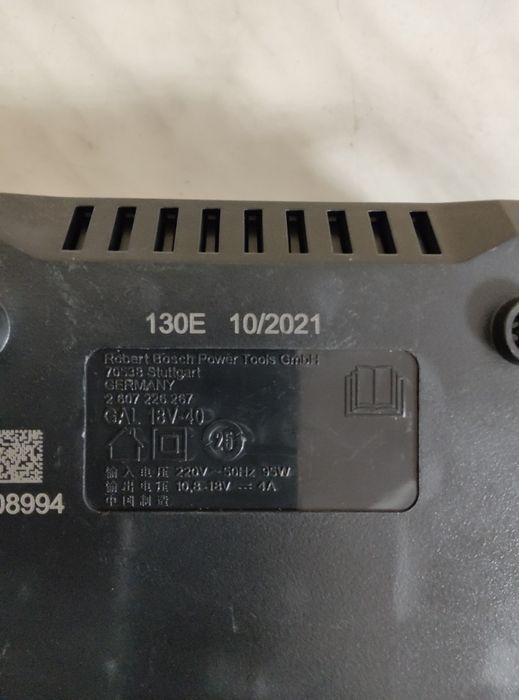 130E 10/2021
Robert Bosch Power Tools GmbH
70538 Stuttgart
GERMANY
2 607 226 267
GAL 18V-40
25
输入电压 220V ~ 50Hz 95W
输出电压 10,8-18V ⎓ 4A
中国制造
08994